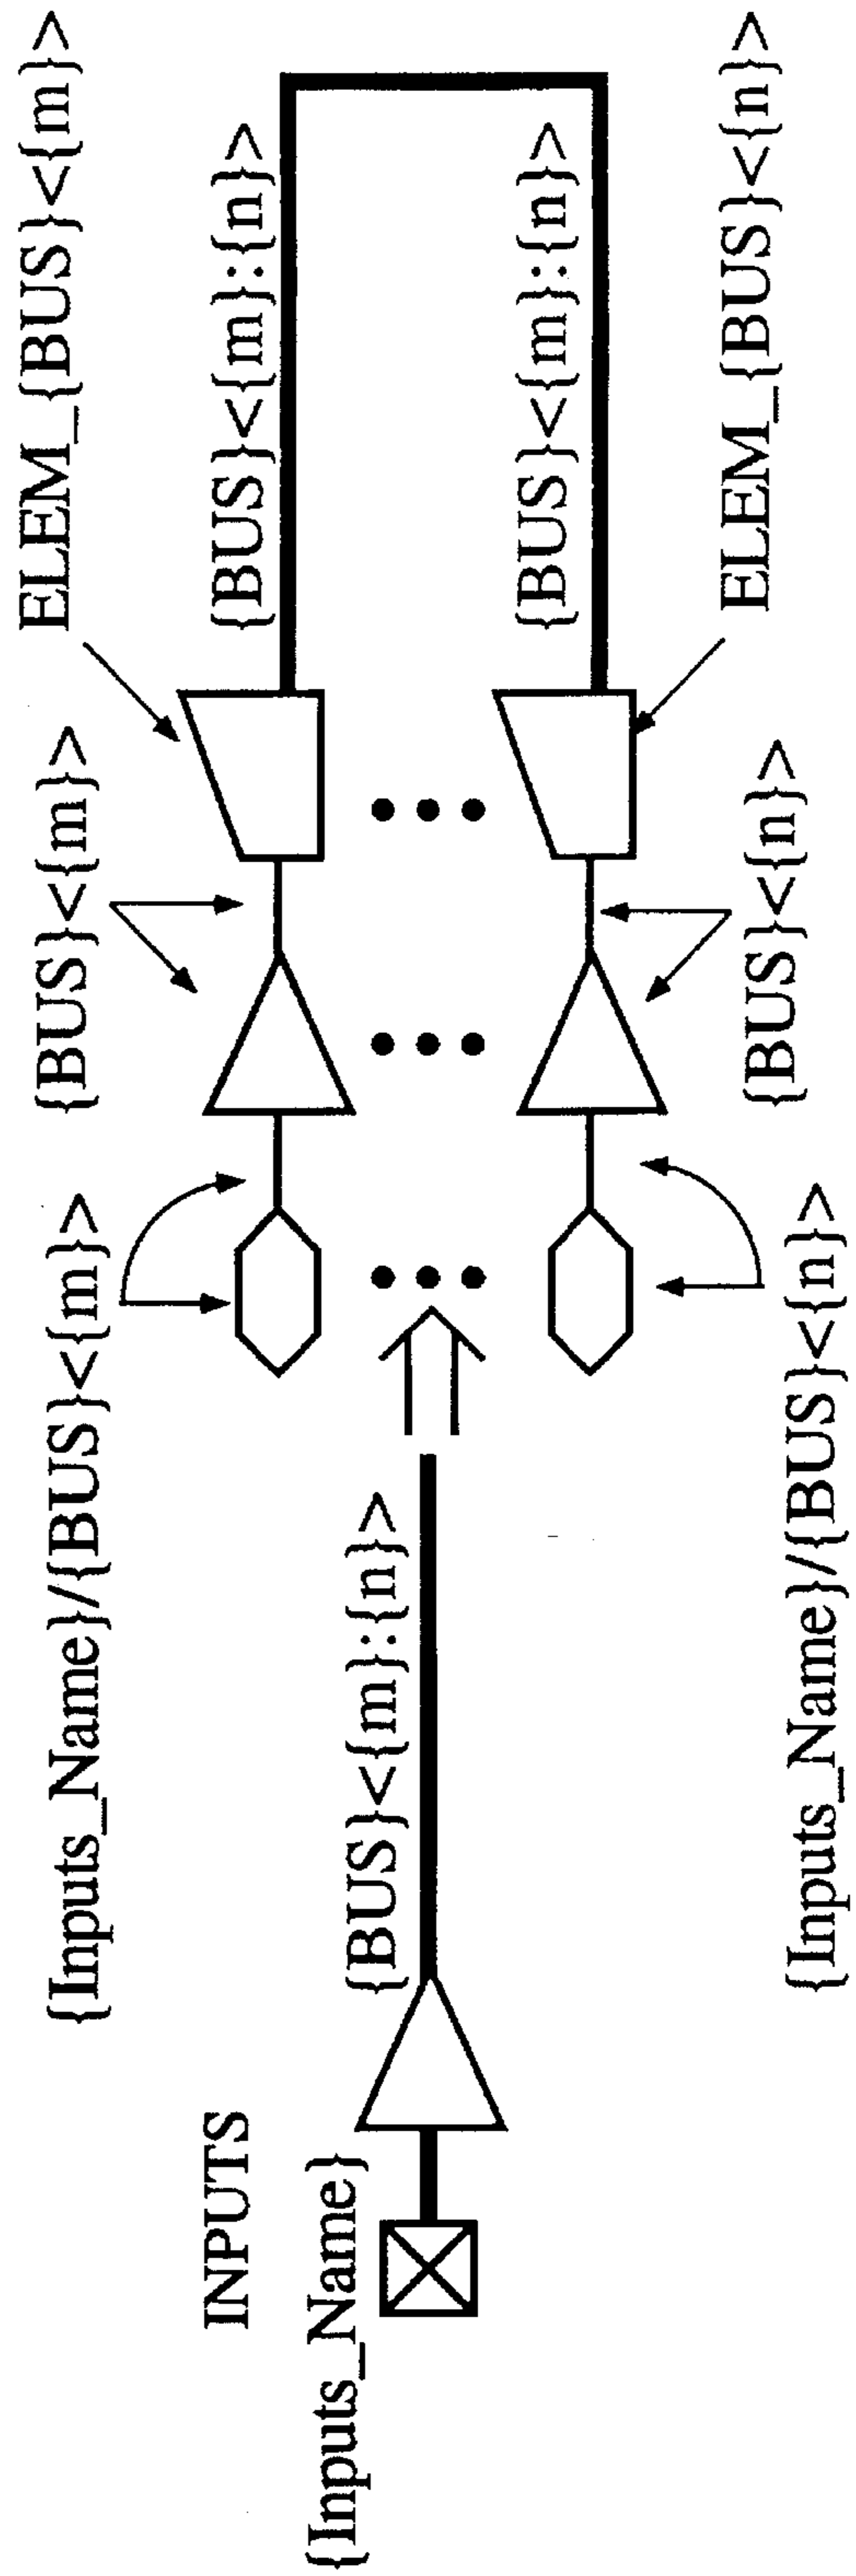 INPUTS
{Inputs_Name}
{BUS}<{m}:{n}>
{Inputs_Name}/{BUS}<{m}>
{BUS}<{m}>
ELEM_{BUS}<{m}>
{BUS}<{m}:{n}>
{BUS}<{m}:{n}>
{Inputs_Name}/{BUS}<{n}>
{BUS}<{n}>
ELEM_{BUS}<{n}>